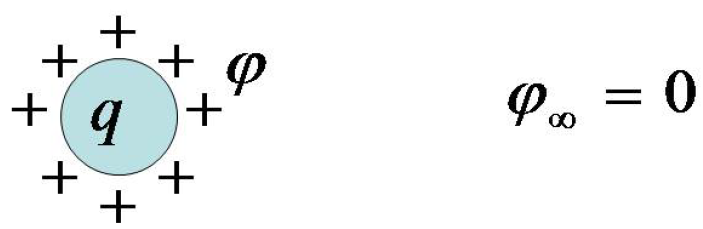 +
+ +
φ
+ q +
+ +
+
φ∞ = 0